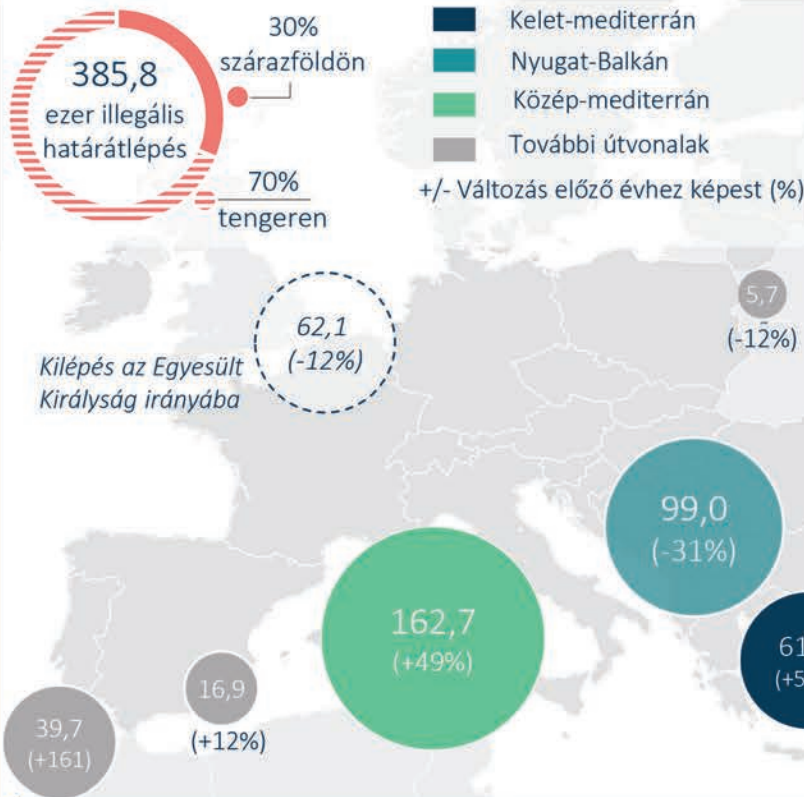 385,8
ezer illegális
határátlépés
30%
szárazföldön
70%
tengeren
Kelet-mediterrán
Nyugat-Balkán
Közép-mediterrán
További útvonalak
+/- Változás előző évhez képest (%)
62,1
(-12%)
Kilépés az Egyesült
Királyság irányába
5,7
(-12%)
99,0
(-31%)
162,7
(+49%)
16,9
(+12%)
39,7
(+161)